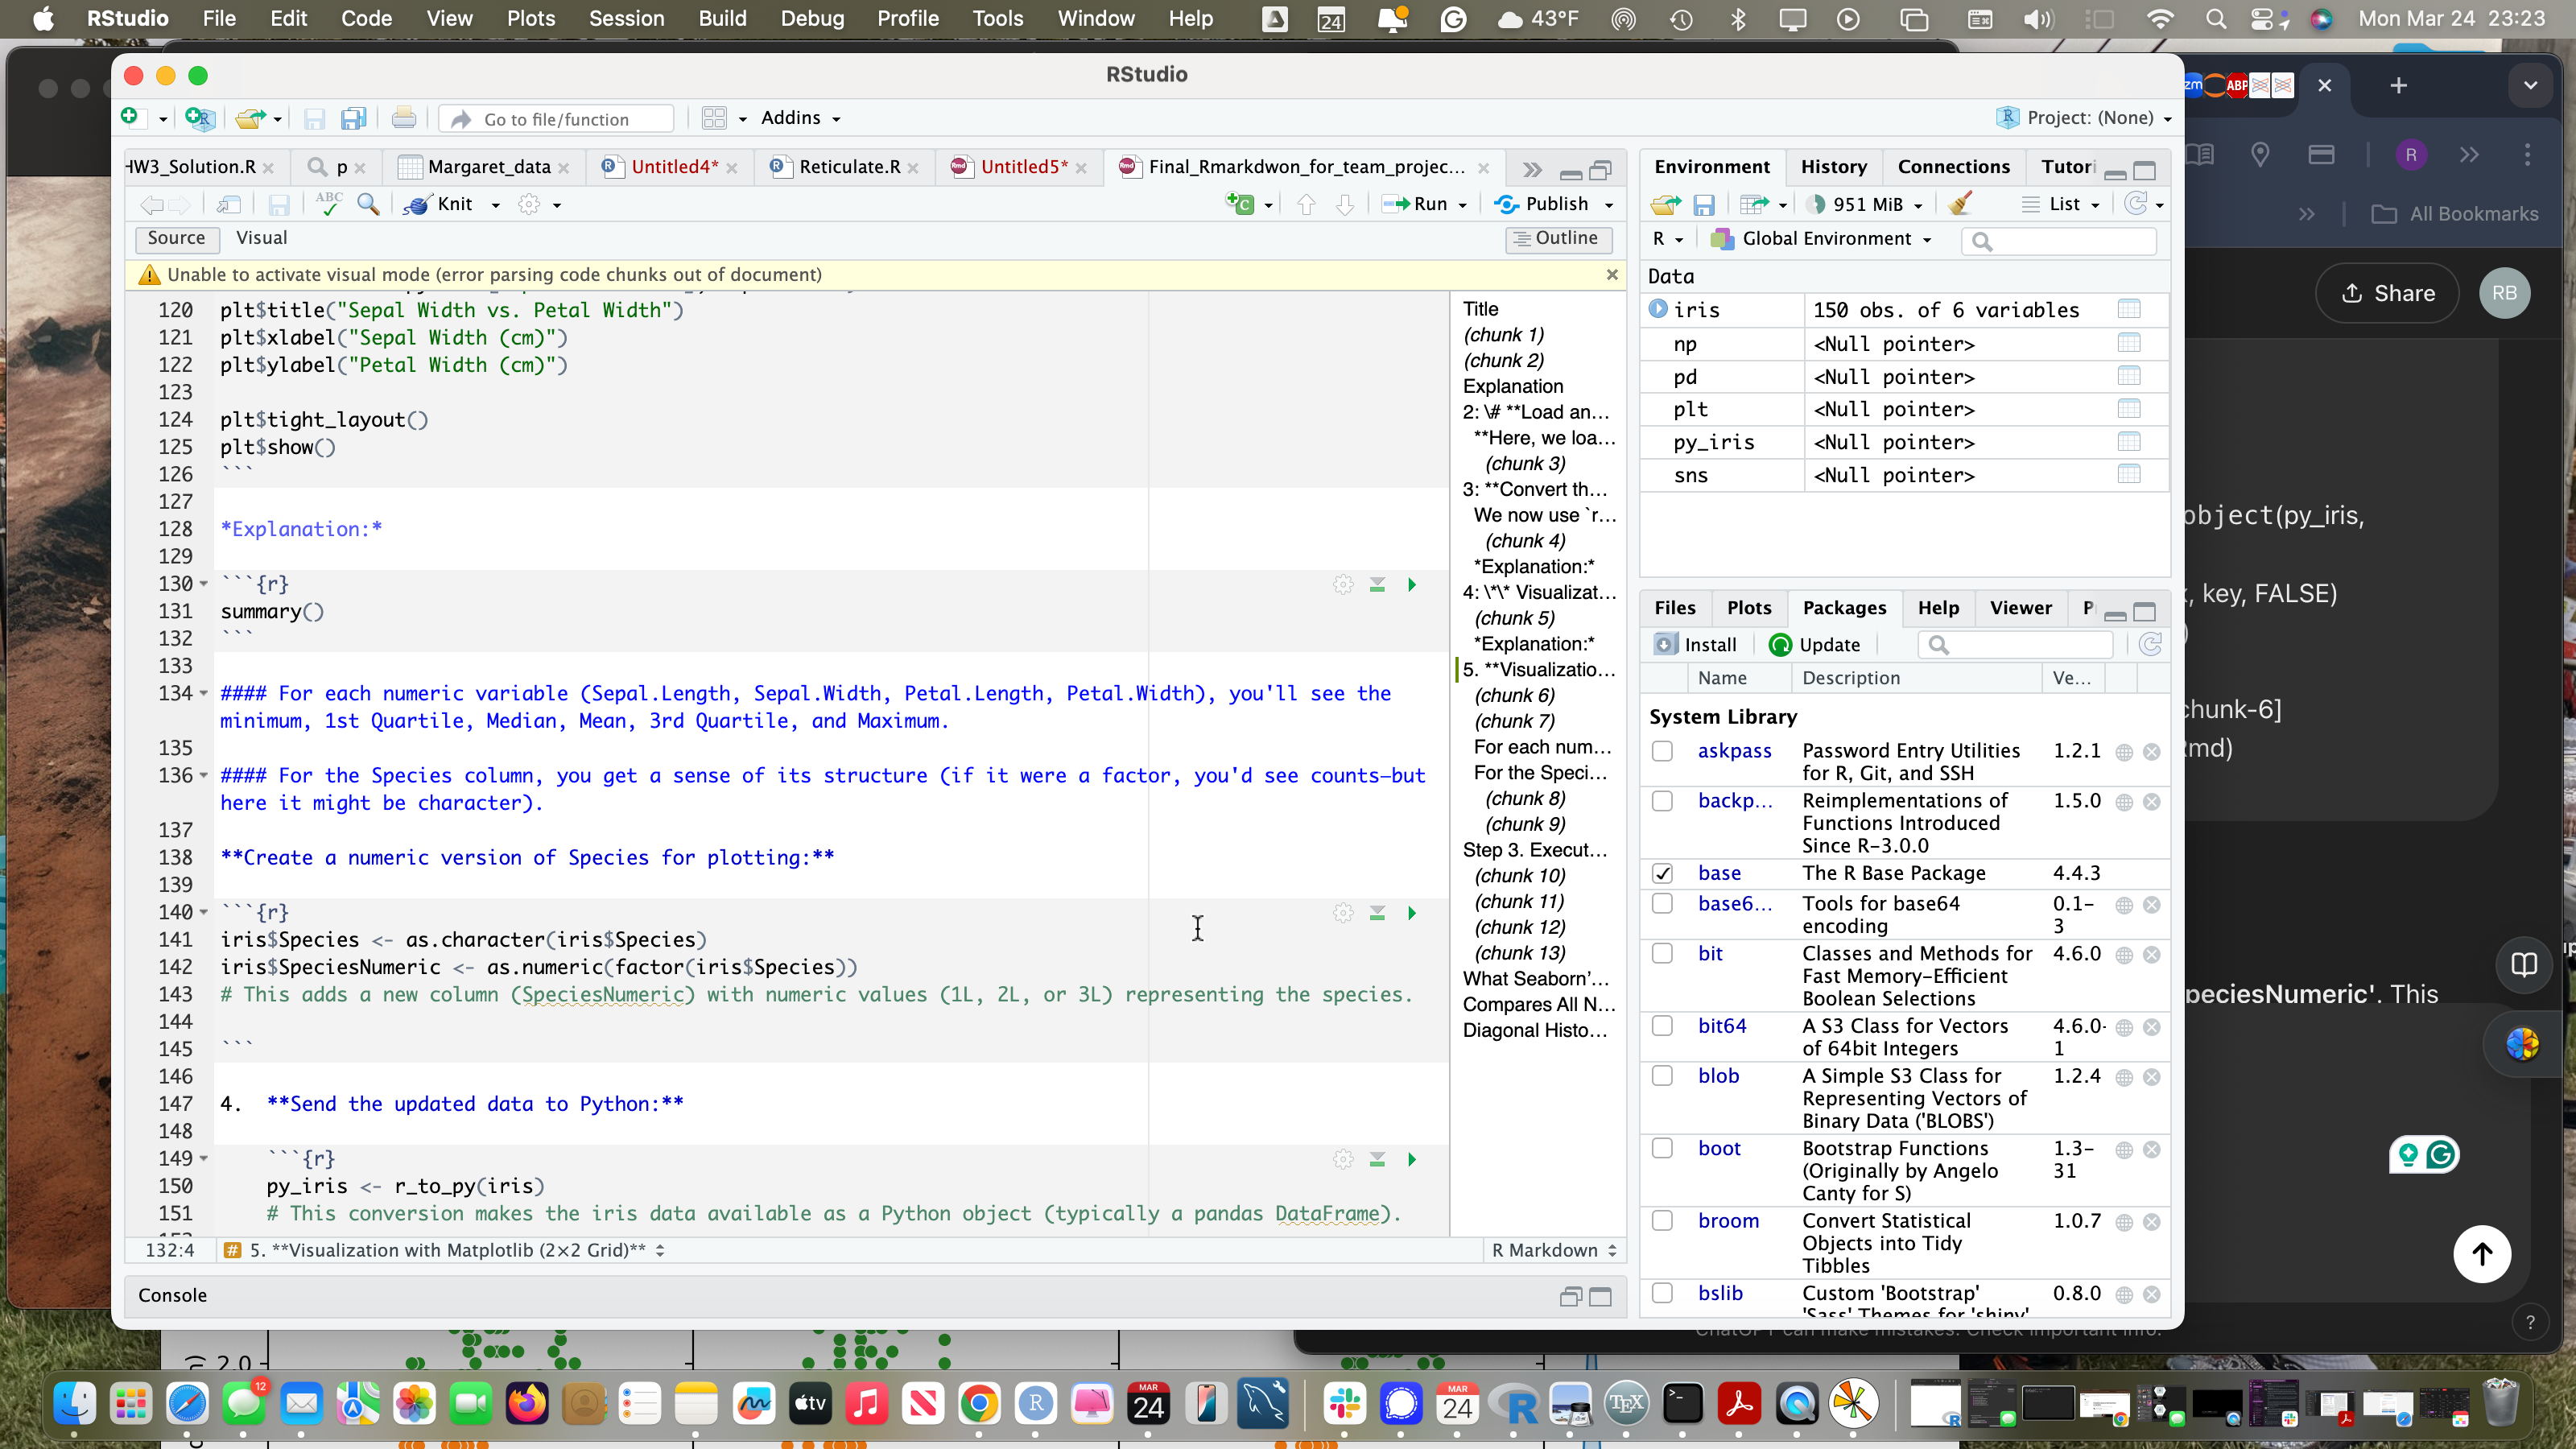 RStudio File Edit Code View Plots Session Build Debug Profile Tools Window Help 24 43°F Mon Mar 24 23:23
RStudio
Go to file/function Addins Project: (None)
HW3_Solution.R p Margaret_data Untitled4* Reticulate.R Untitled5* Final_Rmarkdwon_for_team_projec...
ABC Knit Run Publish
Source Visual Outline
Unable to activate visual mode (error parsing code chunks out of document)
120 plt$title("Sepal Width vs. Petal Width")
121 plt$xlabel("Sepal Width (cm)")
122 plt$ylabel("Petal Width (cm)")
123
124 plt$tight_layout()
125 plt$show()
126 ```
127
128 *Explanation:*
129
130 ```{r}
131 summary()
132 ```
133
134 #### For each numeric variable (Sepal.Length, Sepal.Width, Petal.Length, Petal.Width), you'll see the
minimum, 1st Quartile, Median, Mean, 3rd Quartile, and Maximum.
135
136 #### For the Species column, you get a sense of its structure (if it were a factor, you'd see counts—but
here it might be character).
137
138 **Create a numeric version of Species for plotting:**
139
140 ```{r}
141 iris$Species <- as.character(iris$Species)
142 iris$SpeciesNumeric <- as.numeric(factor(iris$Species))
143 # This adds a new column (SpeciesNumeric) with numeric values (1L, 2L, or 3L) representing the species.
144
145 ```
146
147 4. **Send the updated data to Python:**
148
149 ```{r}
150 py_iris <- r_to_py(iris)
151 # This conversion makes the iris data available as a Python object (typically a pandas DataFrame).
132:4 # 5. **Visualization with Matplotlib (2×2 Grid)** R Markdown
Console
Title
(chunk 1)
(chunk 2)
Explanation
2: \# **Load an...
**Here, we loa...
(chunk 3)
3: **Convert th...
We now use `r...
(chunk 4)
*Explanation:*
4: \*\* Visualizat...
(chunk 5)
*Explanation:*
5. **Visualizatio...
(chunk 6)
(chunk 7)
For each num...
For the Speci...
(chunk 8)
(chunk 9)
Step 3. Execut...
(chunk 10)
(chunk 11)
(chunk 12)
(chunk 13)
What Seaborn'...
Compares All N...
Diagonal Histo...
Environment History Connections Tutori
951 MiB List
R Global Environment
Data
iris 150 obs. of 6 variables
np <Null pointer>
pd <Null pointer>
plt <Null pointer>
py_iris <Null pointer>
sns <Null pointer>
Files Plots Packages Help Viewer P
Install Update
Name Description Ve...
System Library
askpass Password Entry Utilities 1.2.1
for R, Git, and SSH
backp... Reimplementations of 1.5.0
Functions Introduced
Since R-3.0.0
base The R Base Package 4.4.3
base6... Tools for base64 0.1-
encoding 3
bit Classes and Methods for 4.6.0
Fast Memory-Efficient
Boolean Selections
bit64 A S3 Class for Vectors 4.6.0-
of 64bit Integers 1
blob A Simple S3 Class for 1.2.4
Representing Vectors of
Binary Data ('BLOBS')
boot Bootstrap Functions 1.3-
(Originally by Angelo 31
Canty for S)
broom Convert Statistical 1.0.7
Objects into Tidy
Tibbles
bslib Custom 'Bootstrap' 0.8.0
'Sass' Themes for 'shiny'
zm ABP
R
All Bookmarks
Share RB
object(py_iris,
, key, FALSE)
)
chunk-6]
Rmd)
peciesNumeric'. This
ChatGPT can make mistakes. Check important info.
?
2.0
12 tv MAR 24 R MAR 24 R TEX